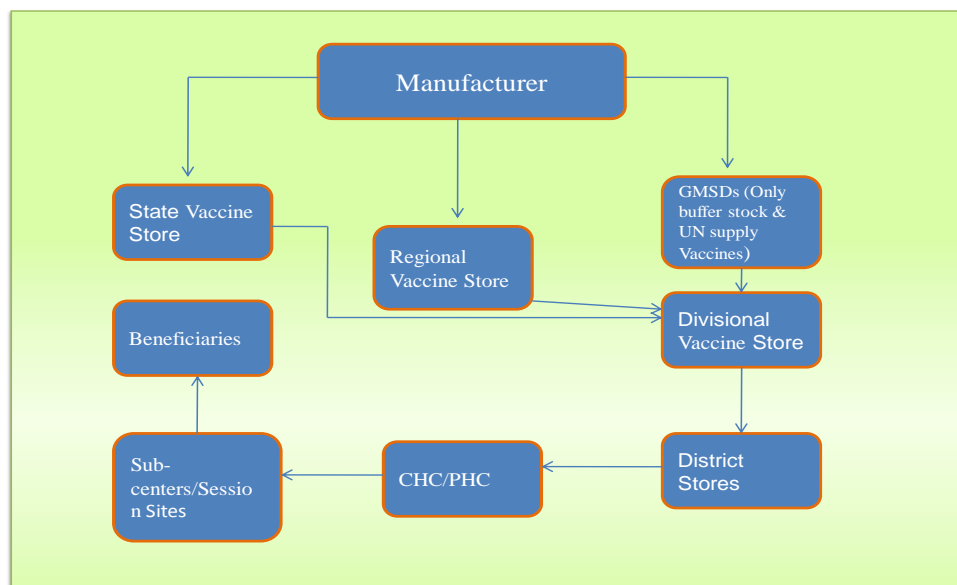 Manufacturer
State Vaccine
Store
Regional
Vaccine Store
GMSDs (Only
buffer stock &
UN supply
Vaccines)
Beneficiaries
Divisional
Vaccine Store
Sub-
centers/Sessio
n Sites
CHC/PHC
District
Stores